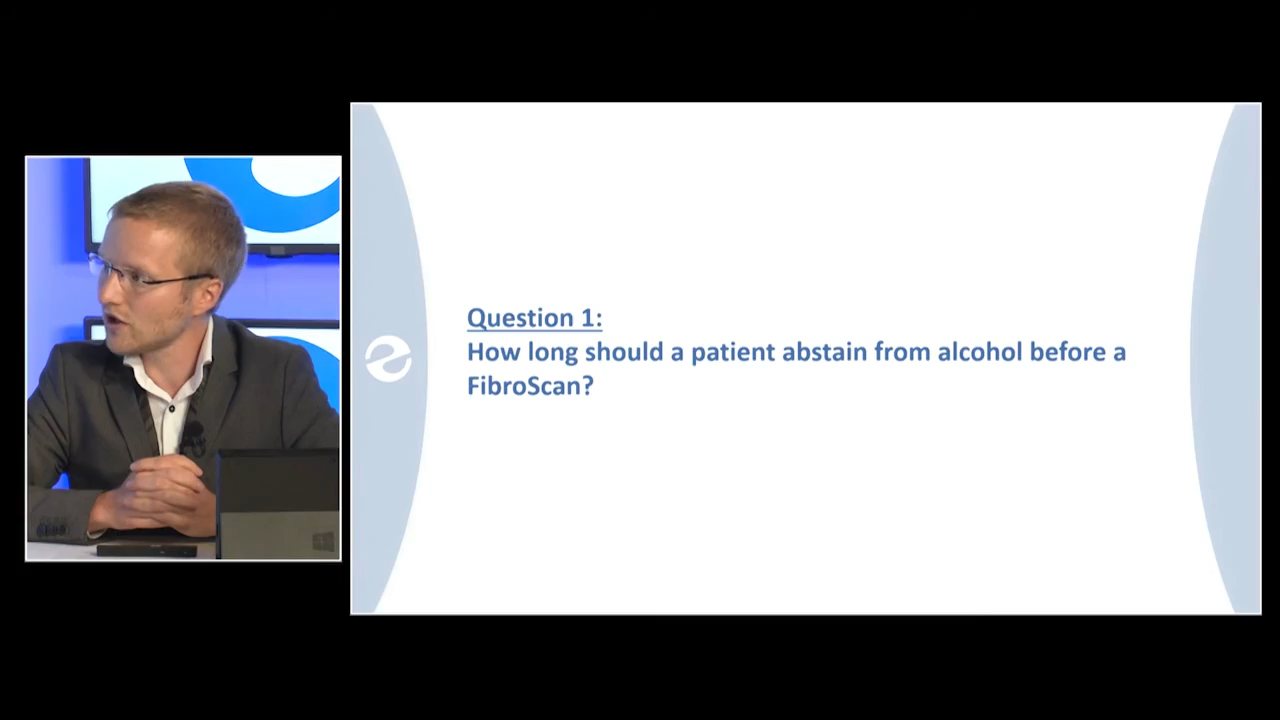 Question 1:
How long should a patient abstain from alcohol before a
FibroScan?